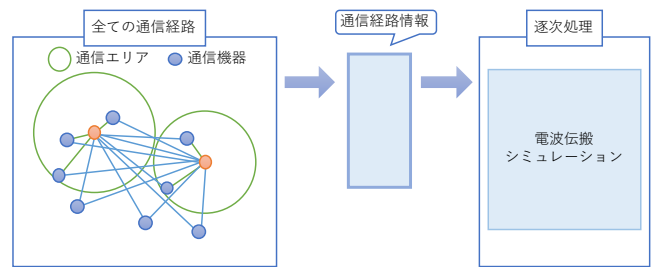 全ての通信経路
通信エリア
通信機器
通信経路情報
逐次処理
電波伝搬
シミュレーション